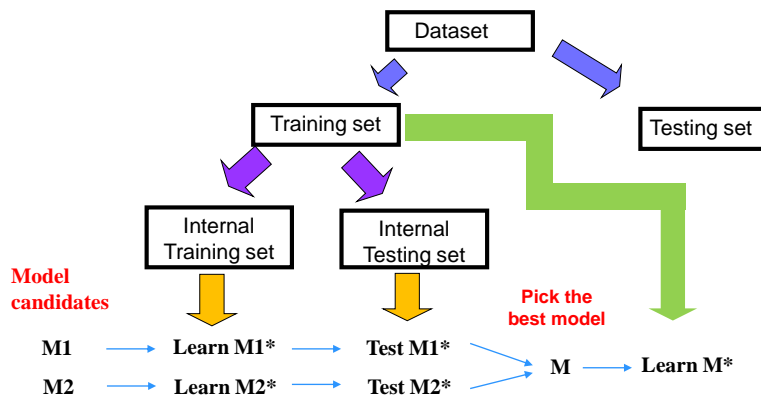 Dataset
Training set
Testing set
Internal
Training set
Internal
Testing set
Model
candidates
Pick the
best model
M1
Learn M1*
Test M1*
M
Learn M*
M2
Learn M2*
Test M2*